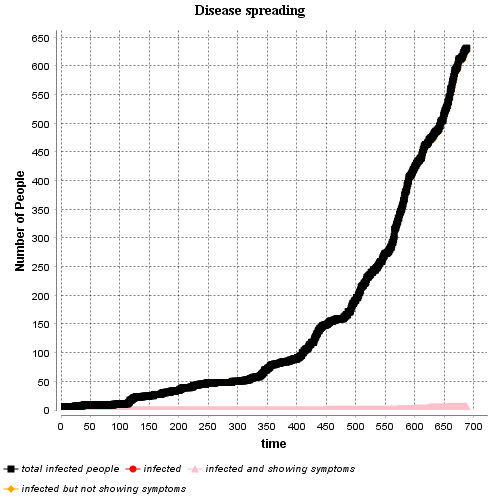 Disease spreading
Number of People
650
600
550
500
450
400
350
300
250
200
150
100
50
0
0 50 100 150 200 250 300 350 400 450 500 550 600 650 700
time
total infected people infected infected and showing symptoms
infected but not showing symptoms